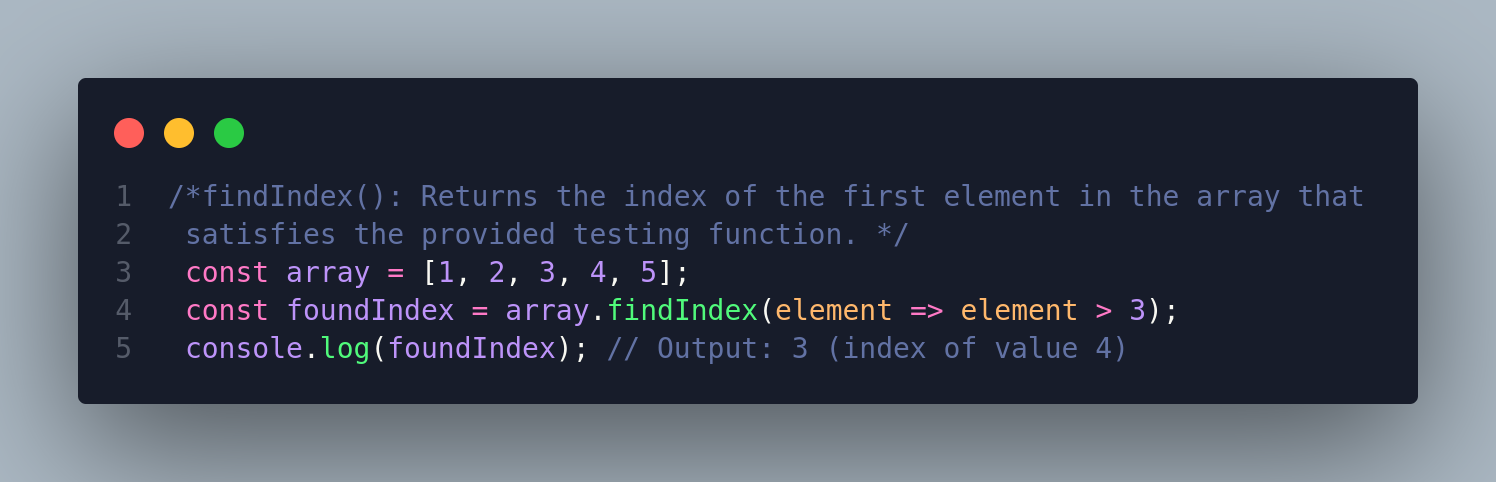 1 /*findIndex(): Returns the index of the first element in the array that
2  satisfies the provided testing function. */
3  const array = [1, 2, 3, 4, 5];
4  const foundIndex = array.findIndex(element => element > 3);
5  console.log(foundIndex); // Output: 3 (index of value 4)